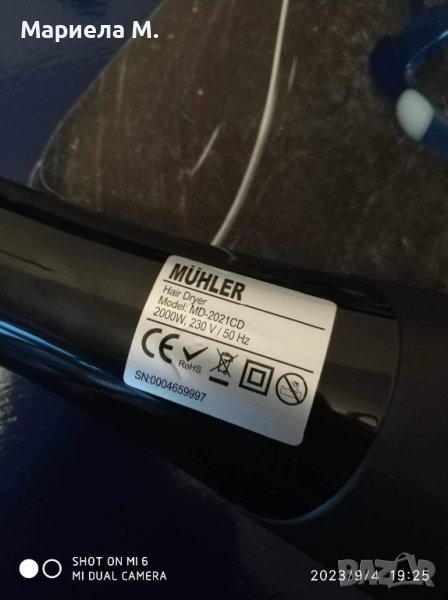 Мариела М.
MÜHLER
Hair Dryer
Model: MD-2021CD
2000W, 230 V / 50 Hz
CE
RoHS
SN:0004659997
SHOT ON MI 6
MI DUAL CAMERA
2023/9/4 19:25
BAZAR